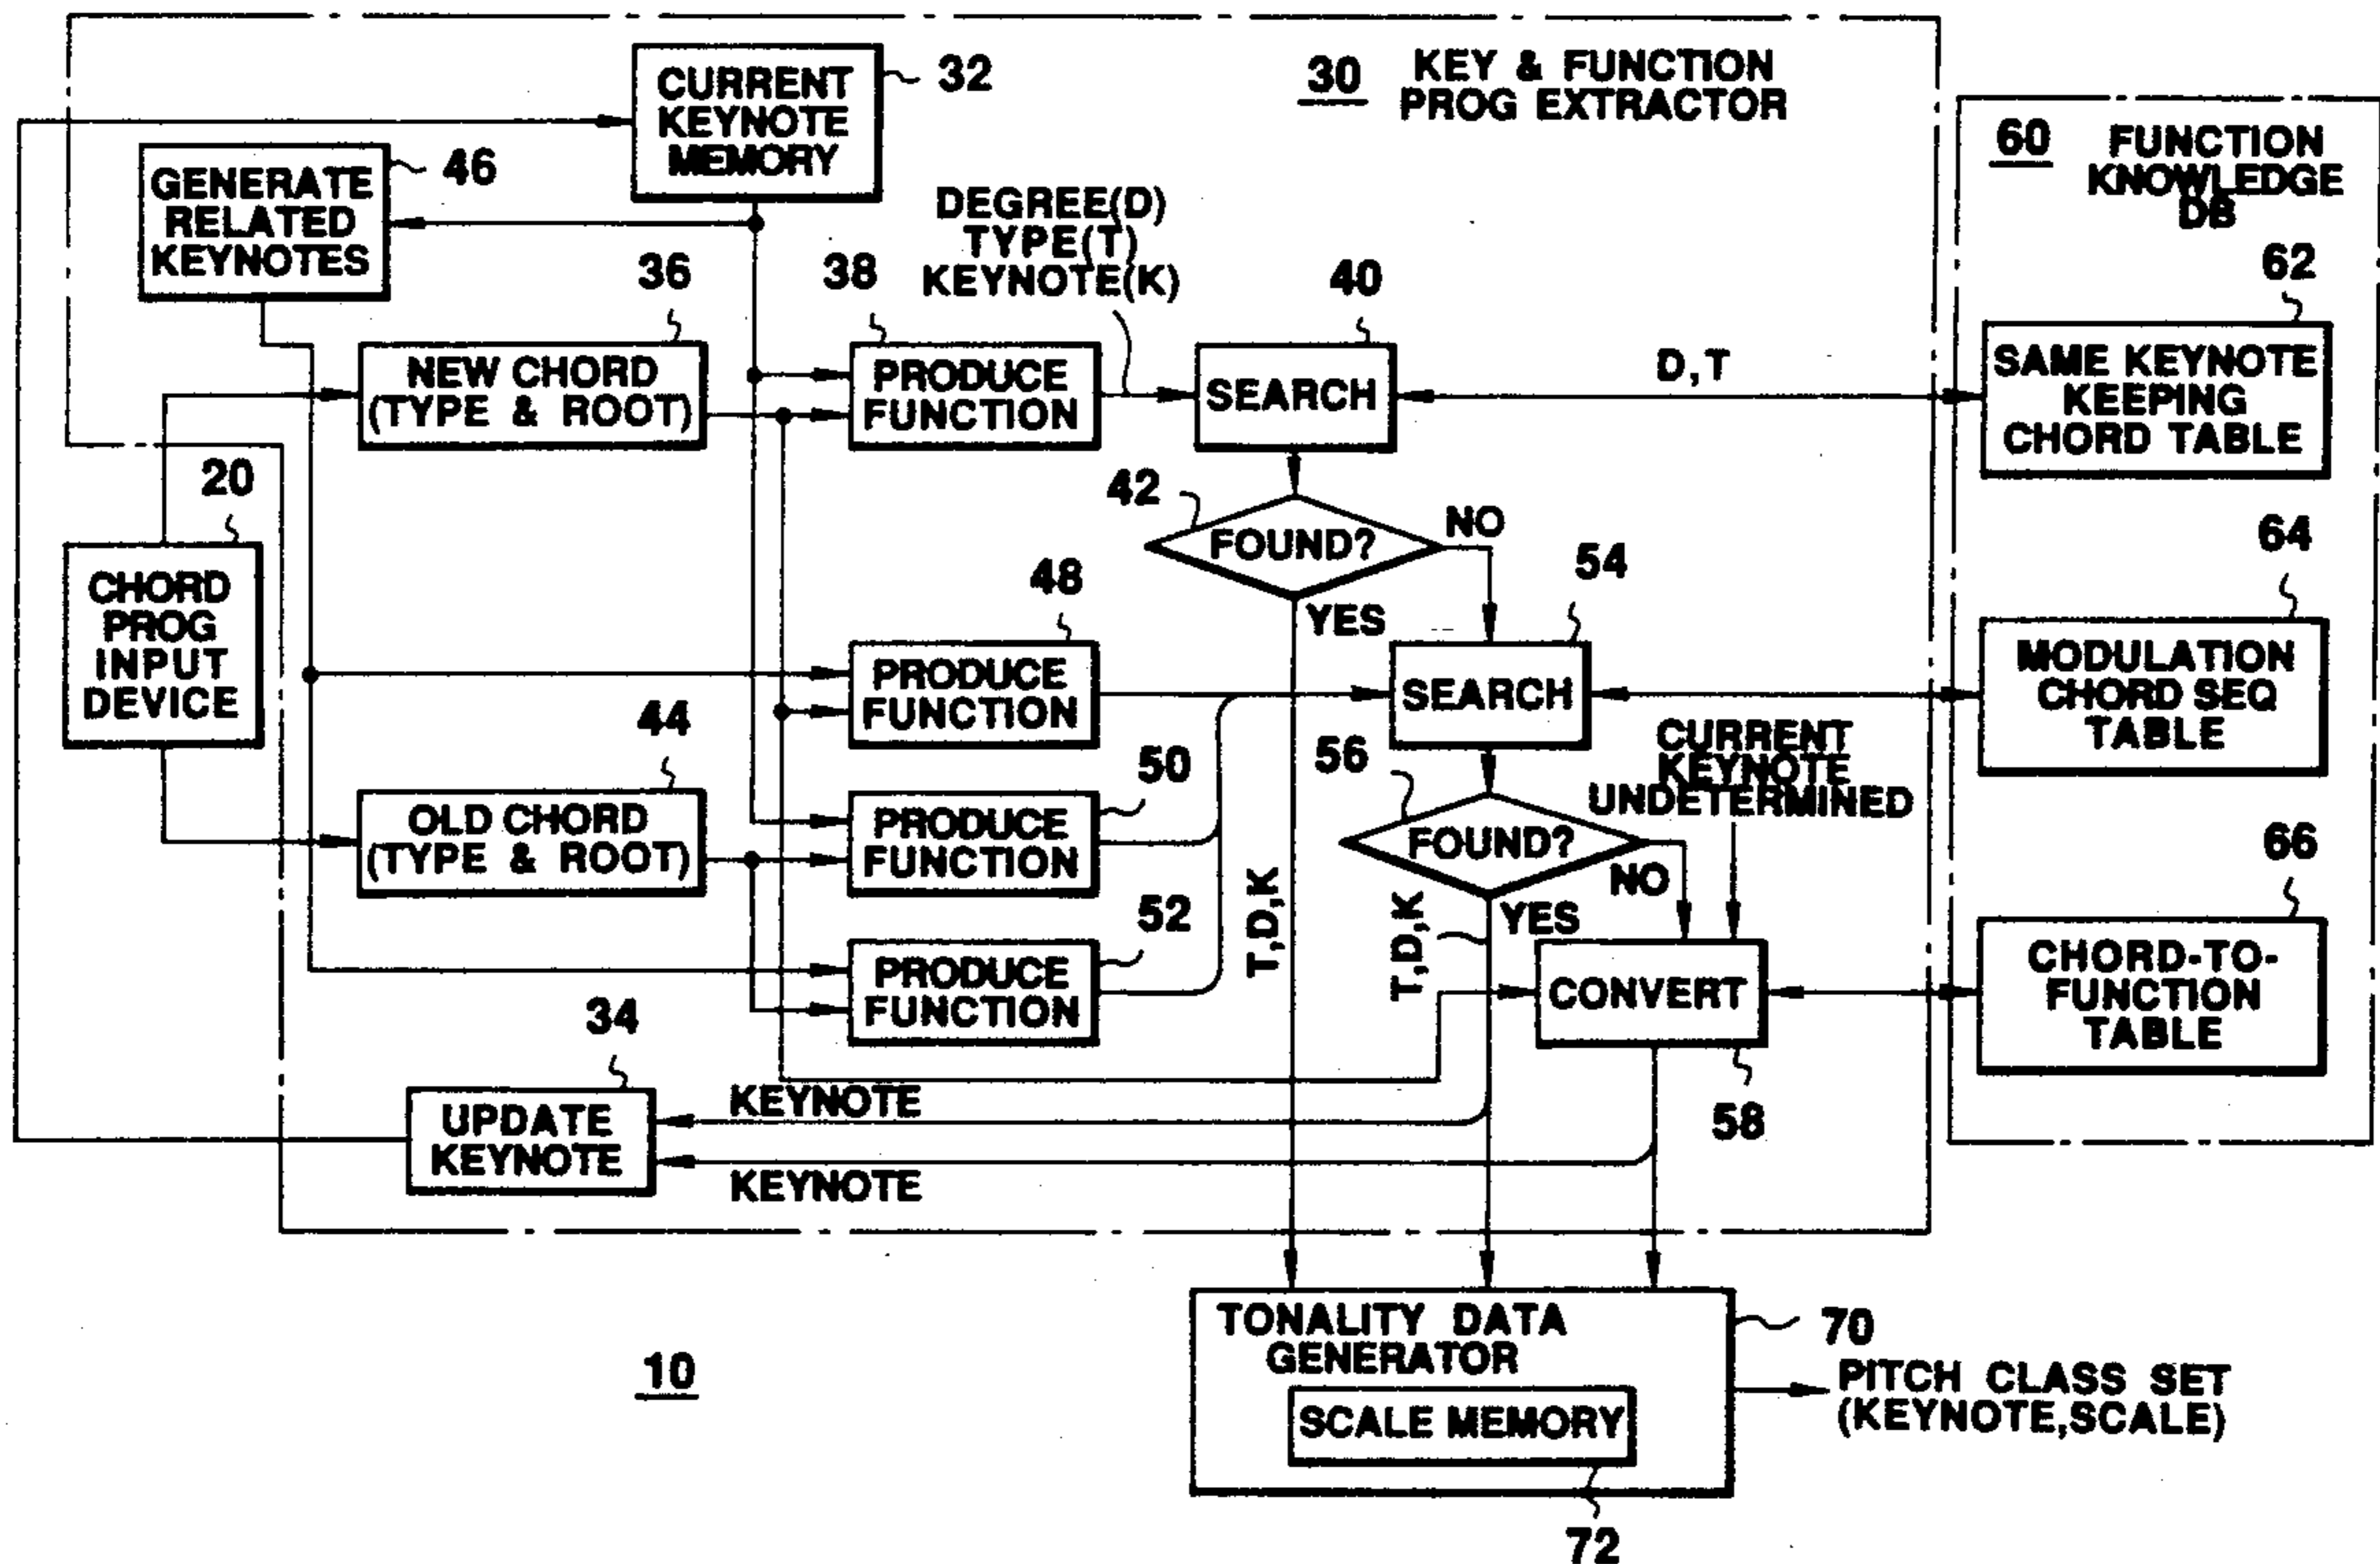 CURRENT
KEYNOTE
MEMORY
32
30
KEY & FUNCTION
PROG EXTRACTOR
60
FUNCTION
KNOWLEDGE
DB
GENERATE
RELATED
KEYNOTES
46
DEGREE(D)
TYPE(T)
KEYNOTE(K)
36
38
40
62
NEW CHORD
(TYPE & ROOT)
PRODUCE
FUNCTION
SEARCH
D,T
SAME KEYNOTE
KEEPING
CHORD TABLE
20
42
FOUND?
NO
YES
CHORD
PROG
INPUT
DEVICE
48
54
64
PRODUCE
FUNCTION
SEARCH
MODULATION
CHORD SEQ
TABLE
44
50
56
CURRENT
KEYNOTE
UNDETERMINED
OLD CHORD
(TYPE & ROOT)
PRODUCE
FUNCTION
FOUND?
NO
YES
66
52
T,D,K
T,D,K
PRODUCE
FUNCTION
CONVERT
CHORD-TO-
FUNCTION
TABLE
34
58
UPDATE
KEYNOTE
KEYNOTE
KEYNOTE
TONALITY DATA
GENERATOR
70
10
SCALE MEMORY
PITCH CLASS SET
(KEYNOTE,SCALE)
72